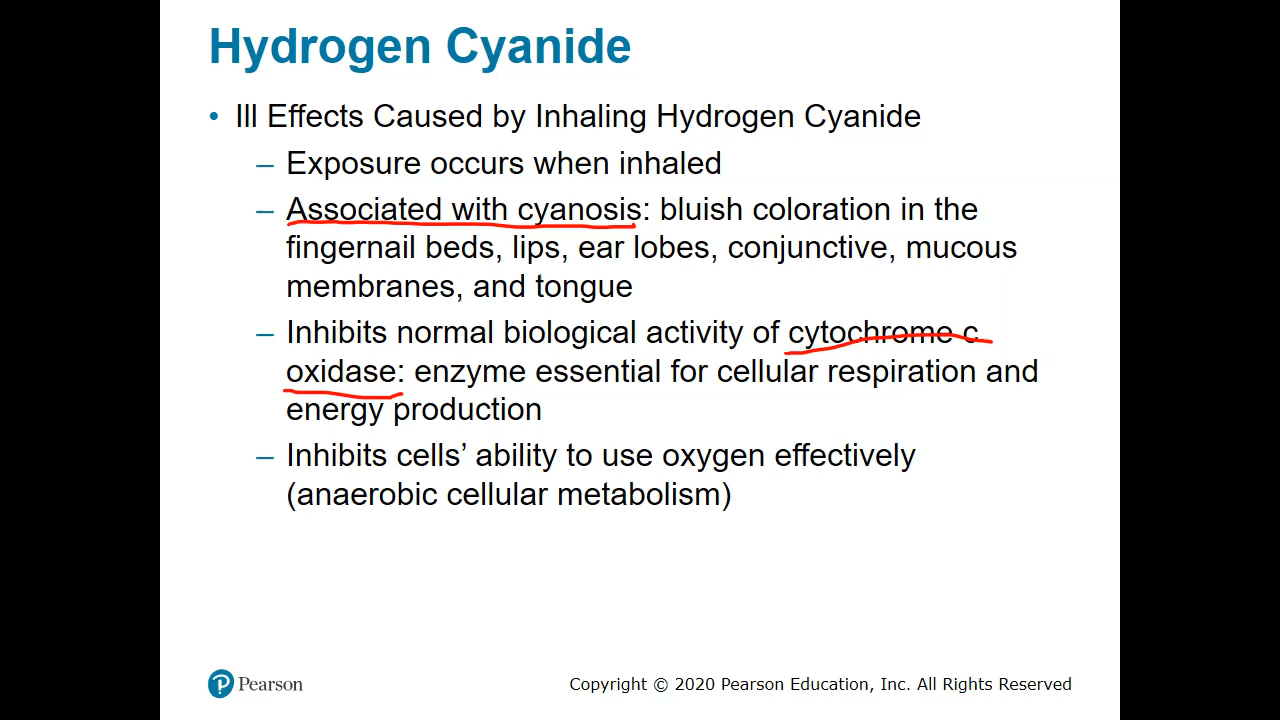 Hydrogen Cyanide
• Ill Effects Caused by Inhaling Hydrogen Cyanide
– Exposure occurs when inhaled
– Associated with cyanosis: bluish coloration in the
fingernail beds, lips, ear lobes, conjunctive, mucous
membranes, and tongue
– Inhibits normal biological activity of cytochrome c
oxidase: enzyme essential for cellular respiration and
energy production
– Inhibits cells’ ability to use oxygen effectively
(anaerobic cellular metabolism)
Pearson
Copyright © 2020 Pearson Education, Inc. All Rights Reserved